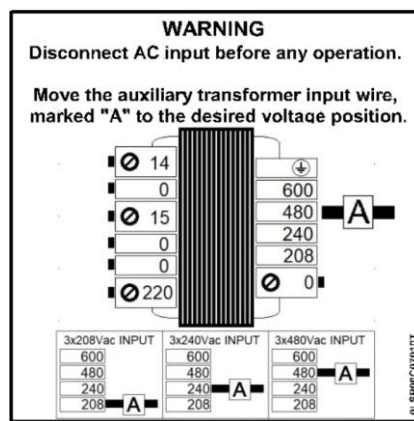 WARNING
Disconnect AC input before any operation.
Move the auxiliary transformer input wire,
marked "A" to the desired voltage position.
14
0
15
0
0
220
600
480
240
208
0
A
3x208Vac INPUT
600
480
240
208
A
3x240Vac INPUT
600
480
240
208
A
3x480Vac INPUT
600
480
240
208
A